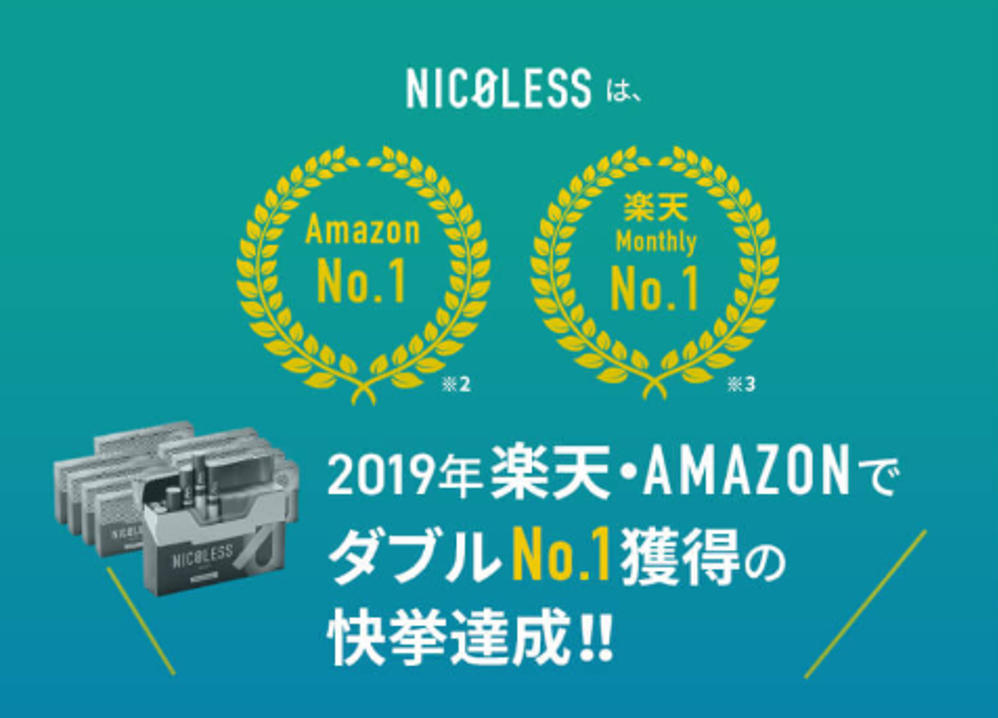 NICOLESS は、
Amazon
No.1
※2
楽天
Monthly
No.1
※3
2019年楽天・AMAZONで
ダブルNo.1獲得の
快挙達成!!
NICOLESS